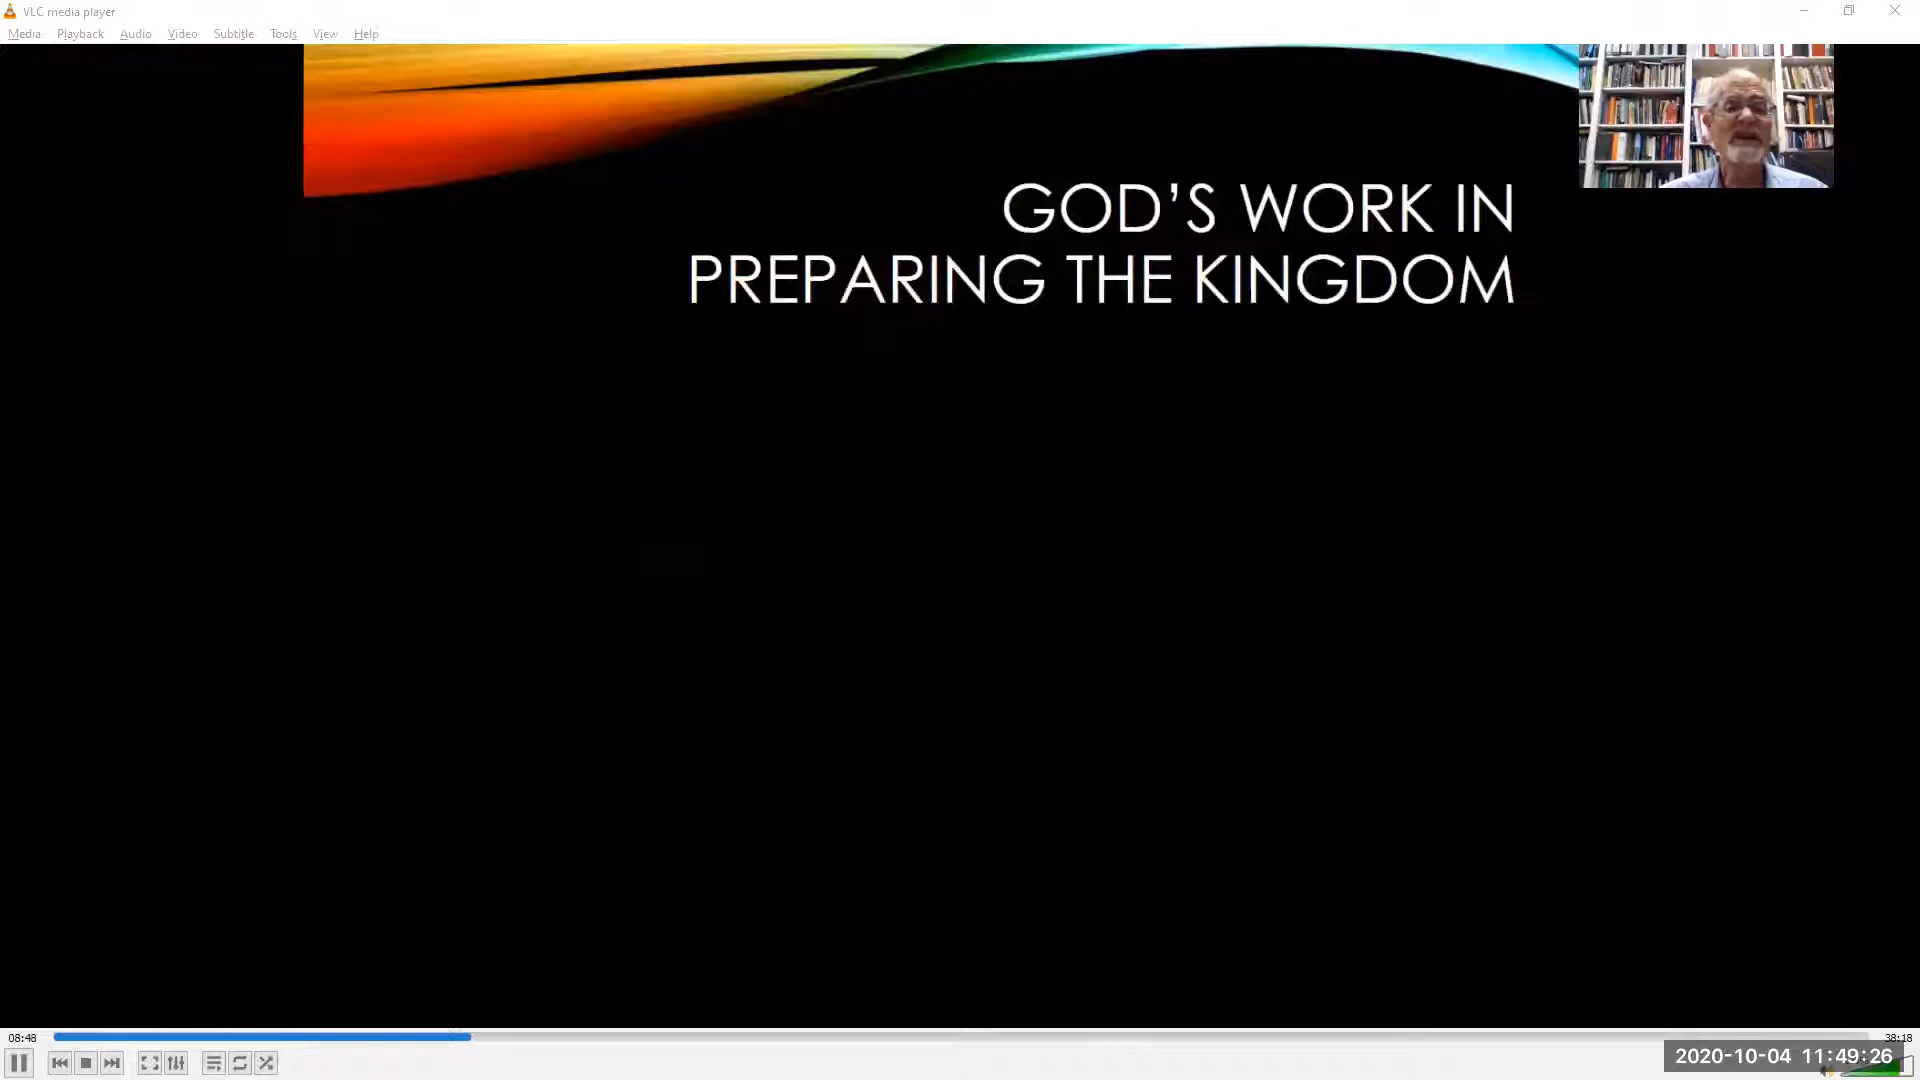 VLC media player
Media Playback Audio Video Subtitle Tools View Help
GOD’S WORK IN
PREPARING THE KINGDOM
08:48
38:18
2020-10-04 11:49:26